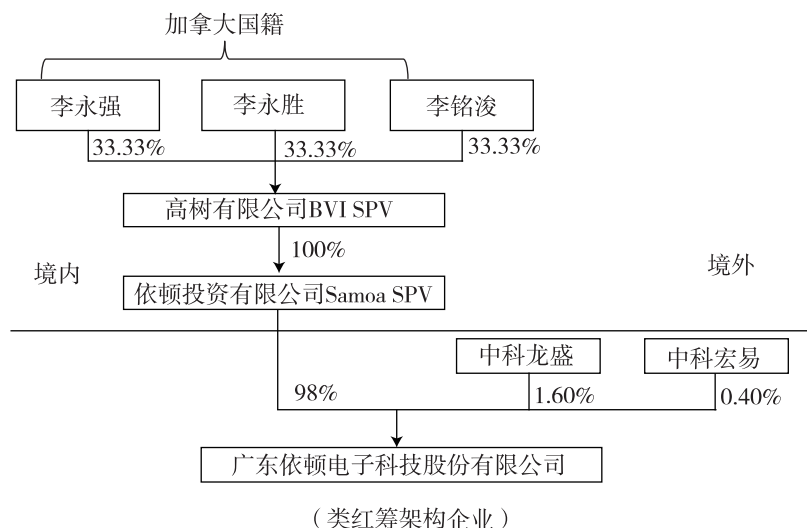 加拿大国籍
李永强
李永胜
李铭浚
33.33%
33.33%
33.33%
高树有限公司BVI SPV
100%
境内
境外
依顿投资有限公司Samoa SPV
中科龙盛
中科宏易
98%
1.60%
0.40%
广东依顿电子科技股份有限公司
（类红筹架构企业）